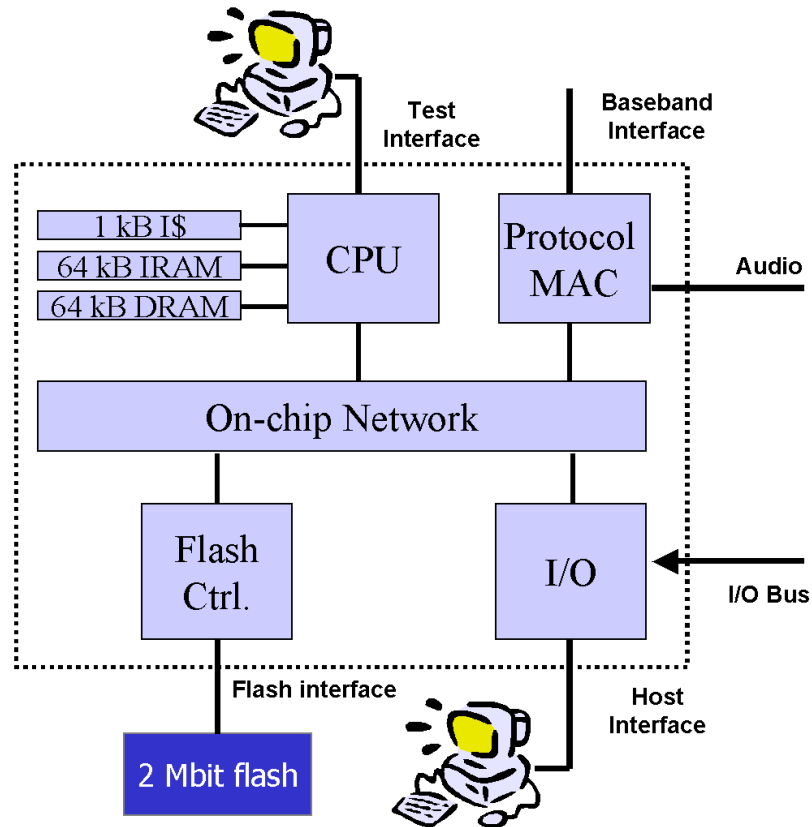 Test
Interface
Baseband
Interface
1 kB I$
64 kB IRAM
64 kB DRAM
CPU
Protocol
MAC
Audio
On-chip Network
Flash
Ctrl.
I/O
I/O Bus
Flash interface
Host
Interface
2 Mbit flash